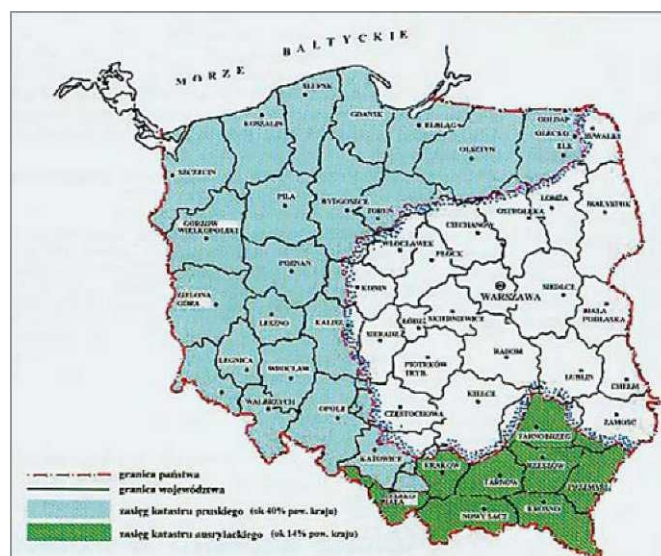 MORZE BAŁTYCKIE
SŁUPSK
GDAŃSK
KOSZALIN
ELBLĄG
GOŁDAP
OLECKO
EŁK
SUWAŁKI
OLSZTYN
SZCZECIN
PIŁA
BYDGOSZCZ
TORUŃ
ŁOMŻA
OSTROŁĘKA
BIAŁYSTOK
CIECHANÓW
GORZÓW
WIELKOPOLSKI
WŁOCŁAWEK
PŁOCK
POZNAŃ
KONIN
WARSZAWA
SIEDLCE
ZIELONA
GÓRA
BIAŁA
PODLASKA
LESZNO
KALISZ
ŁÓDŹ
SKIERNIEWICE
SIERADZ
LEGNICA
WROCŁAW
PIOTRKÓW
TRYB.
RADOM
LUBLIN
CHEŁM
WAŁBRZYCH
OPOLE
CZĘSTOCHOWA
KIELCE
ZAMOŚĆ
TARNOBRZEG
KATOWICE
KRAKÓW
RZESZÓW
TARNÓW
PRZEMYŚL
BIAŁA
NOWY SĄCZ
KROSNO
granica państwa
granica województwa
zasięg katastru pruskiego (ok 40% pow. kraju)
zasięg katastru austryjackiego (ok 14% pow. kraju)